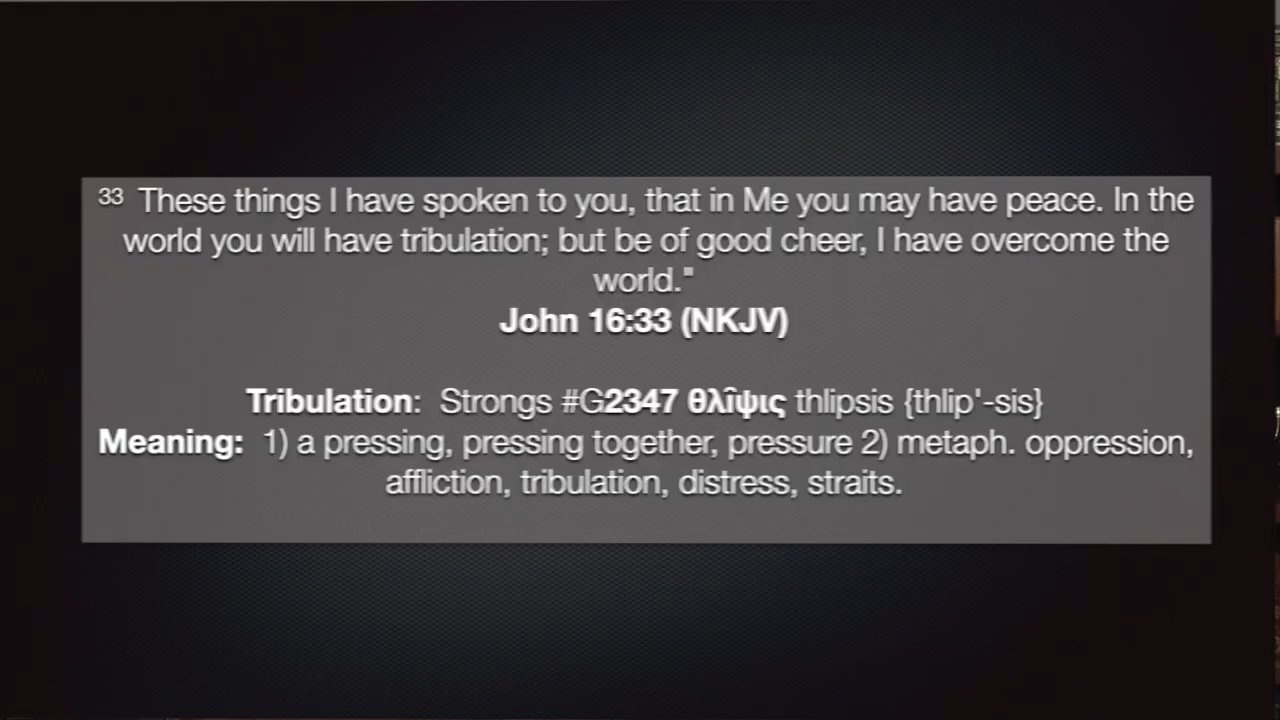 33 These things I have spoken to you, that in Me you may have peace. In the
world you will have tribulation; but be of good cheer, I have overcome the
world."
John 16:33 (NKJV)
Tribulation: Strongs #G2347 θλῖψις thlipsis {thlip'-sis}
Meaning: 1) a pressing, pressing together, pressure 2) metaph. oppression,
affliction, tribulation, distress, straits.